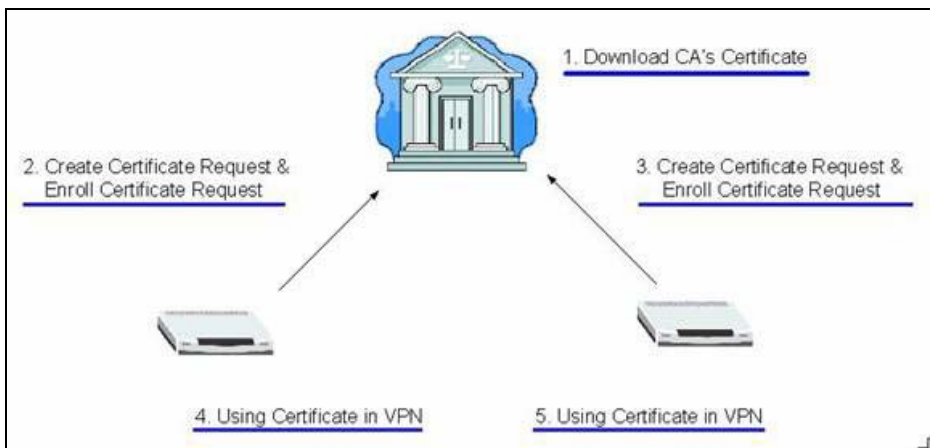 1. Download CA's Certificate
2. Create Certificate Request &
Enroll Certificate Request
3. Create Certificate Request &
Enroll Certificate Request
4. Using Certificate in VPN
5. Using Certificate in VPN